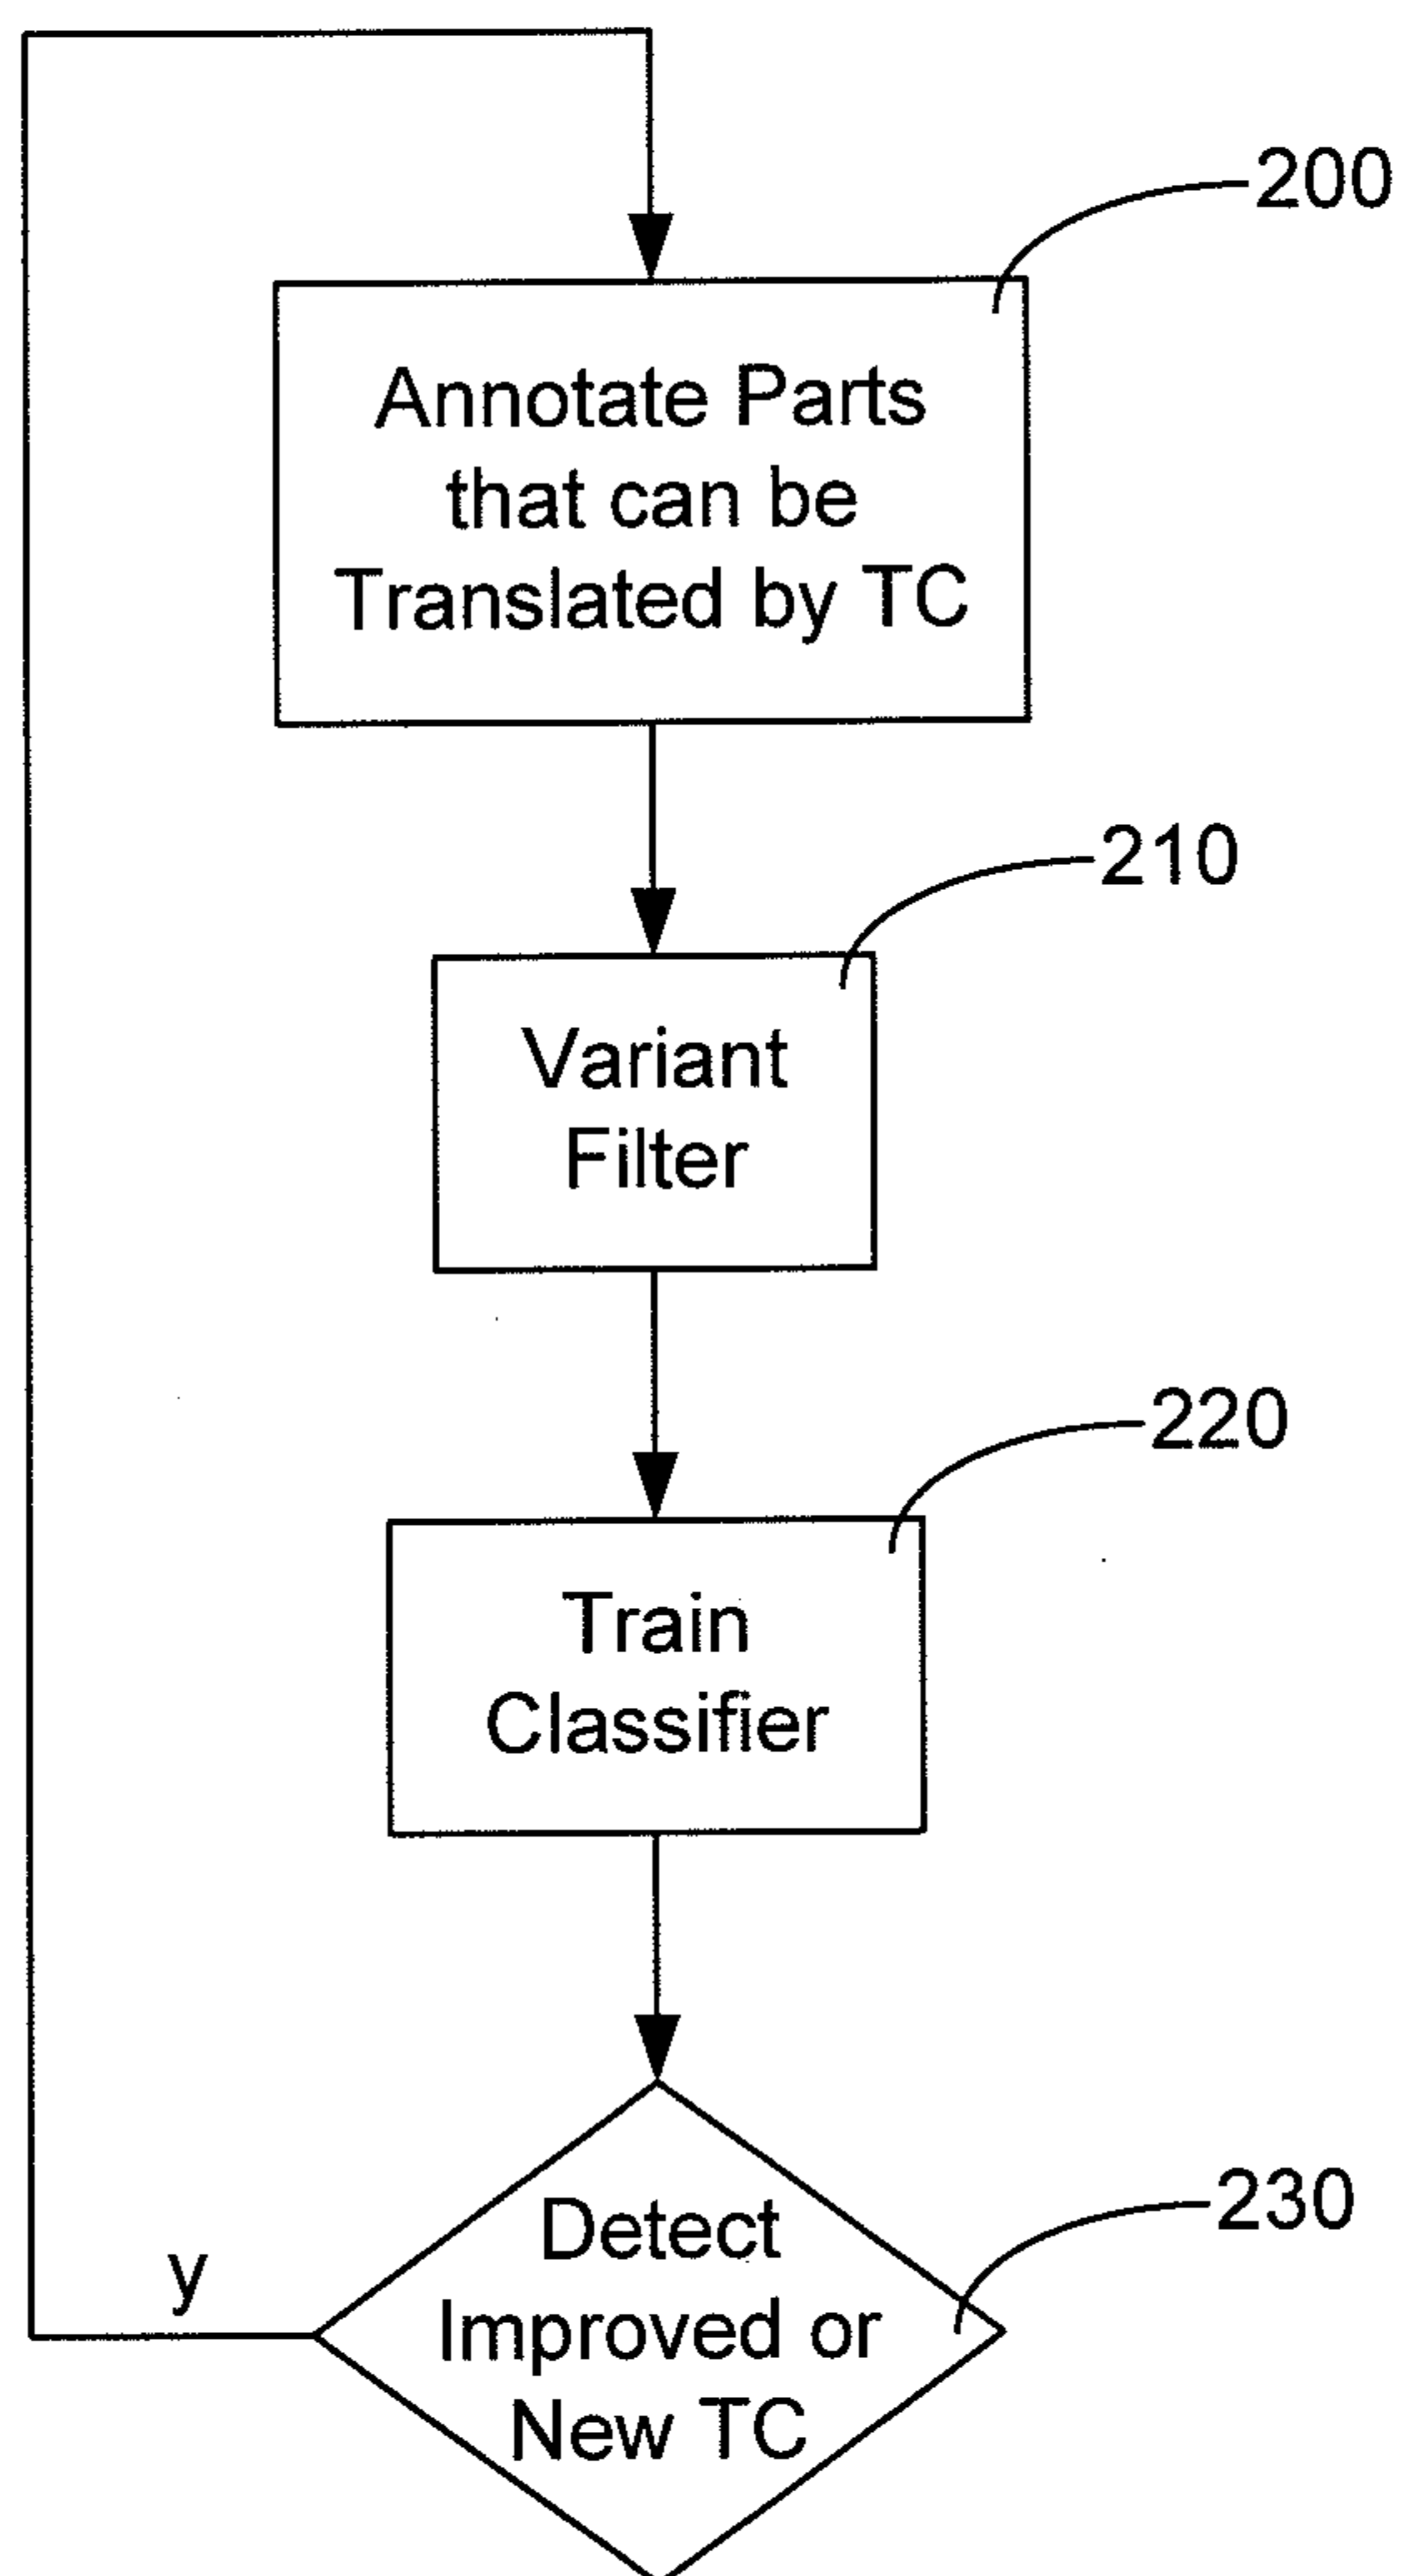 200
Annotate Parts
that can be
Translated by TC
210
Variant
Filter
220
Train
Classifier
230
Detect
Improved or
New TC
y